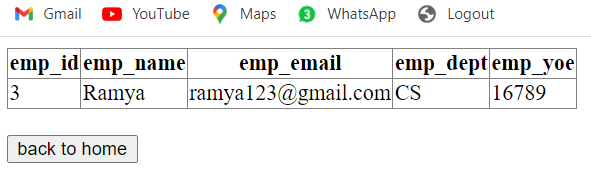 Gmail YouTube Maps 3 WhatsApp Logout
emp_id emp_name emp_email emp_dept emp_yoe
3 Ramya ramya123@gmail.com CS 16789
back to home